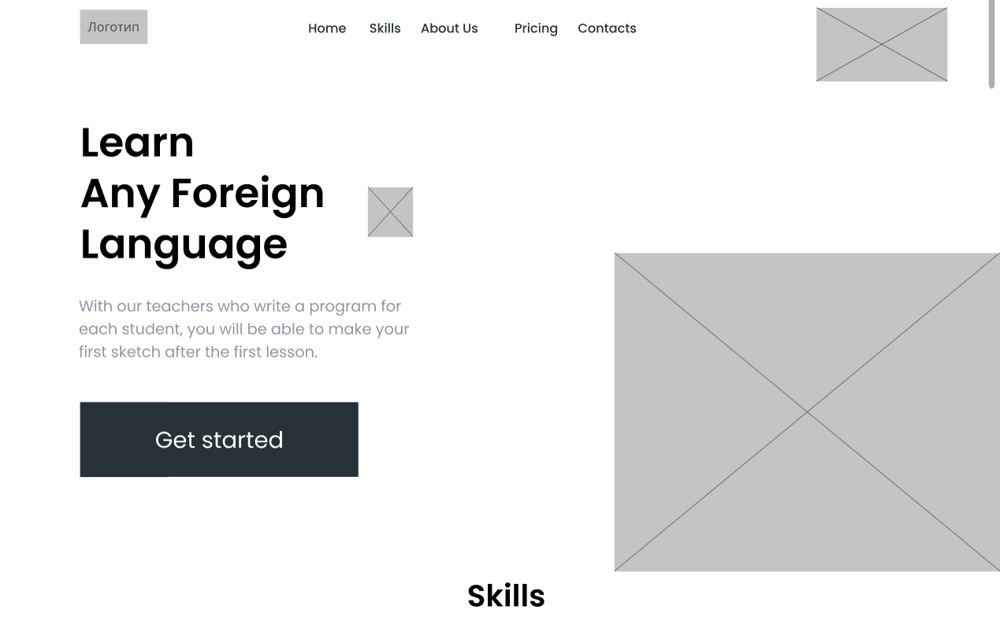 Логотип
Home Skills About Us Pricing Contacts
Learn
Any Foreign
Language
With our teachers who write a program for
each student, you will be able to make your
first sketch after the first lesson.
Get started
Skills